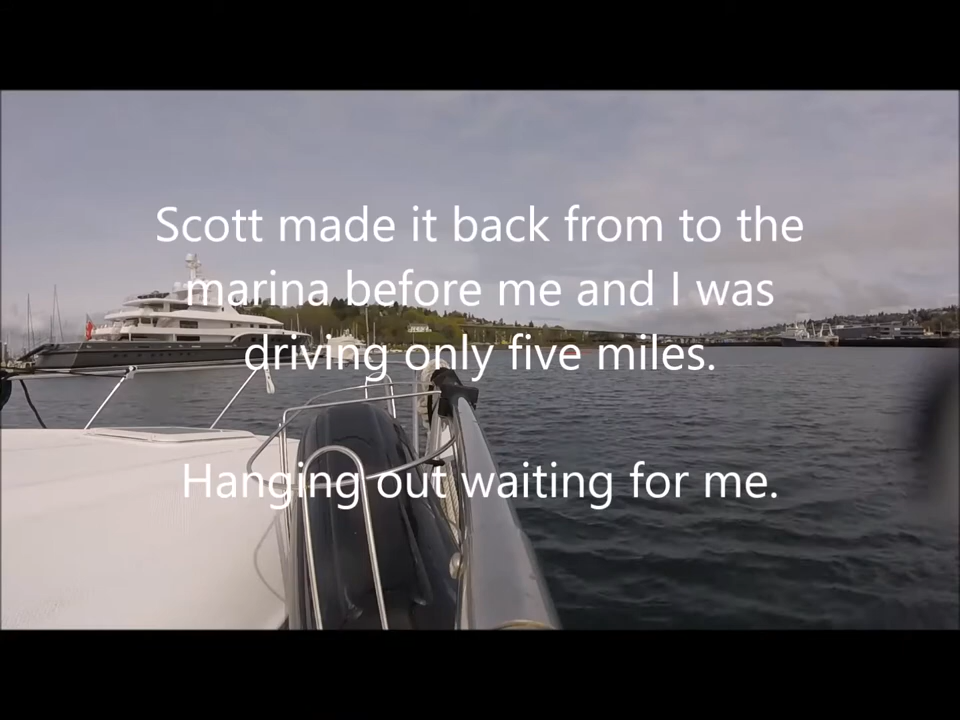 Scott made it back from to the
marina before me and I was
driving only five miles.
Hanging out waiting for me.